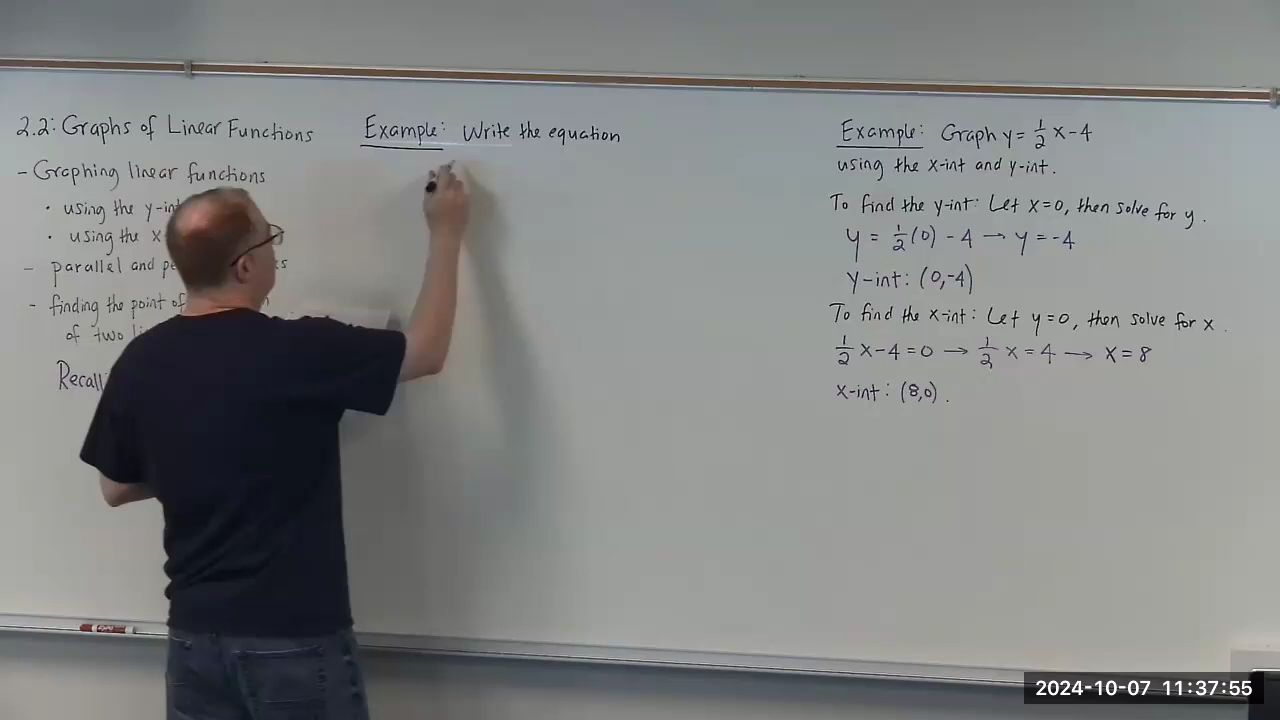 2.2: Graphs of Linear Functions
- Graphing linear functions
• using the y-int
• using the x
- parallel and
- finding the point of
of two
Recall:
Example: Write the equation
Example: Graph y = 1/2 x - 4
using the x-int and y-int.
To find the y-int: Let x=0, then solve for y.
y = 1/2 (0) - 4 → y = -4
y-int: (0,-4)
To find the x-int: Let y=0, then solve for x.
1/2 x - 4 = 0 → 1/2 x = 4 → x = 8
x-int: (8,0).
2024-10-07 11:37:55